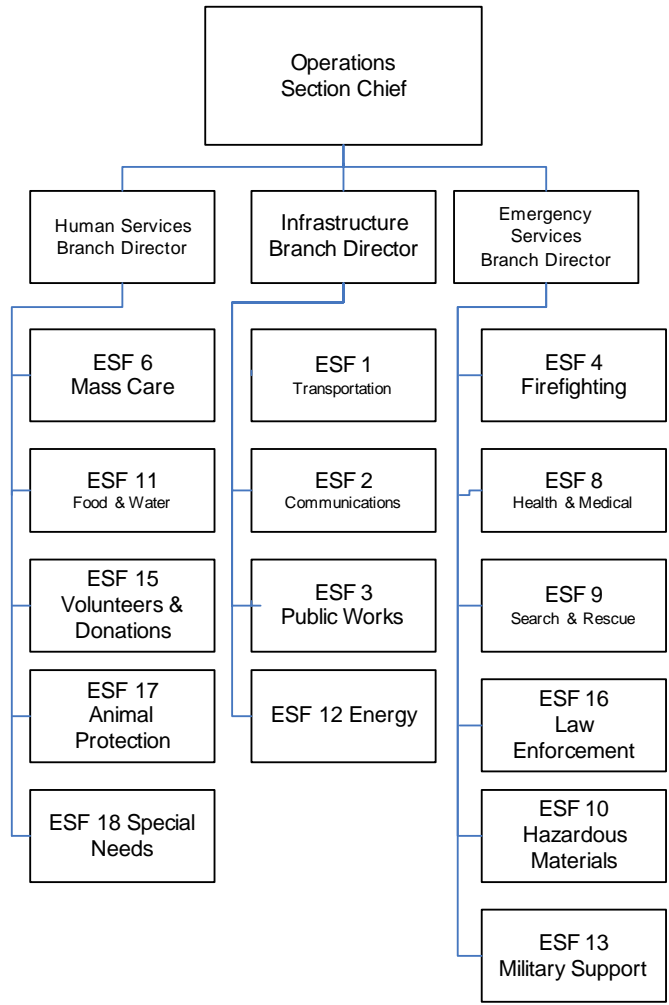 Operations
Section Chief
Human Services
Branch Director
Infrastructure
Branch Director
Emergency
Services
Branch Director
ESF 6
Mass Care
ESF 11
Food & Water
ESF 15
Volunteers &
Donations
ESF 17
Animal
Protection
ESF 18 Special
Needs
ESF 1
Transportation
ESF 2
Communications
ESF 3
Public Works
ESF 12 Energy
ESF 4
Firefighting
ESF 8
Health & Medical
ESF 9
Search & Rescue
ESF 16
Law
Enforcement
ESF 10
Hazardous
Materials
ESF 13
Military Support